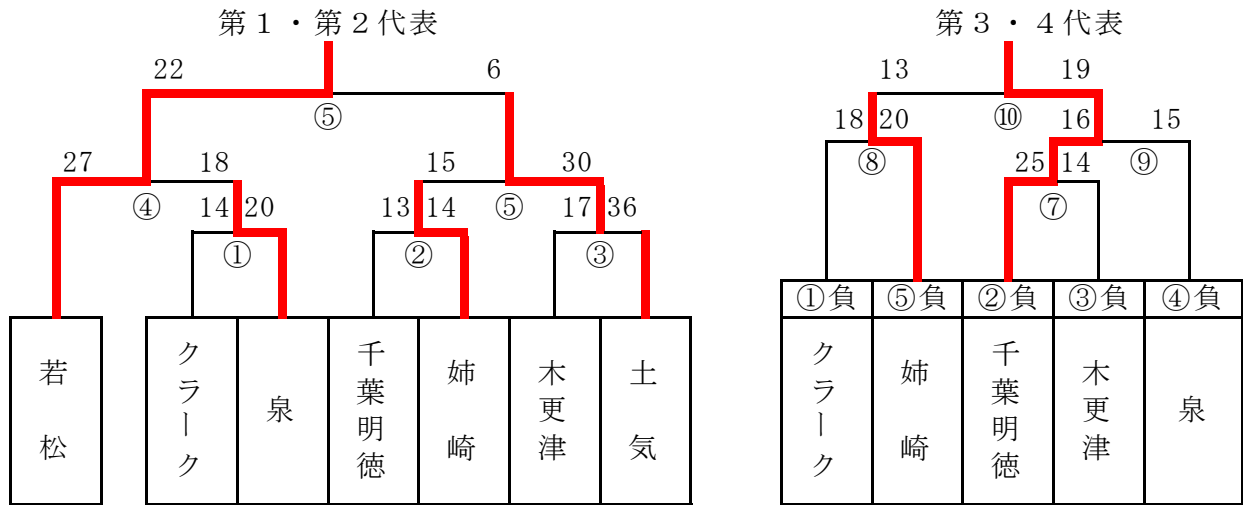 第１・第２代表
22 6
⑤
27 18 15 30
④ ⑤
14 20 13 14 17 36
① ② ③
若松
クラーク
泉
千葉明徳
姉崎
木更津
土気
第３・４代表
13 19
⑩
18 20 16 15
⑧ ⑨
25 14
⑦
①負 ⑤負 ②負 ③負 ④負
クラーク
姉崎
千葉明徳
木更津
泉